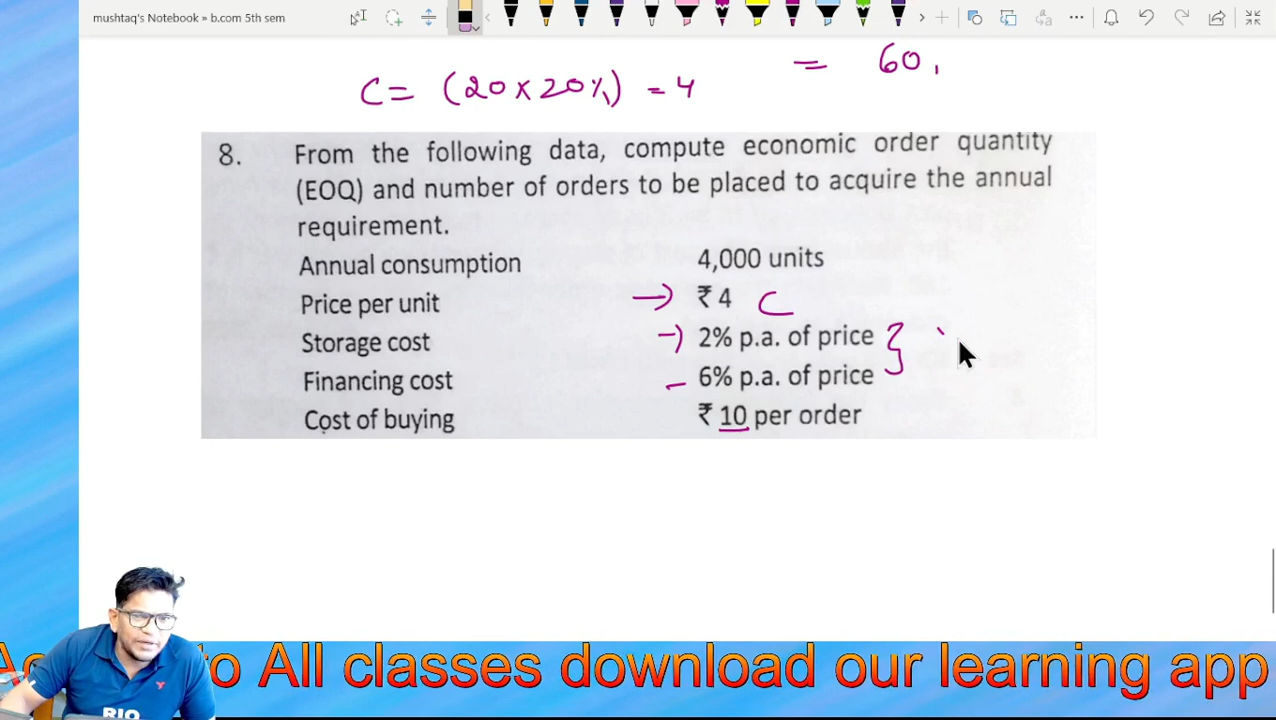 mushtaq's Notebook » b.com 5th sem
= 60.
C = (20 × 20%) = 4
8. From the following data, compute economic order quantity
(EOQ) and number of orders to be placed to acquire the annual
requirement.
Annual consumption 4,000 units
Price per unit → ₹ 4 C
Storage cost → 2% p.a. of price }
Financing cost - 6% p.a. of price
Cost of buying ₹ 10 per order
to All classes download our learning app